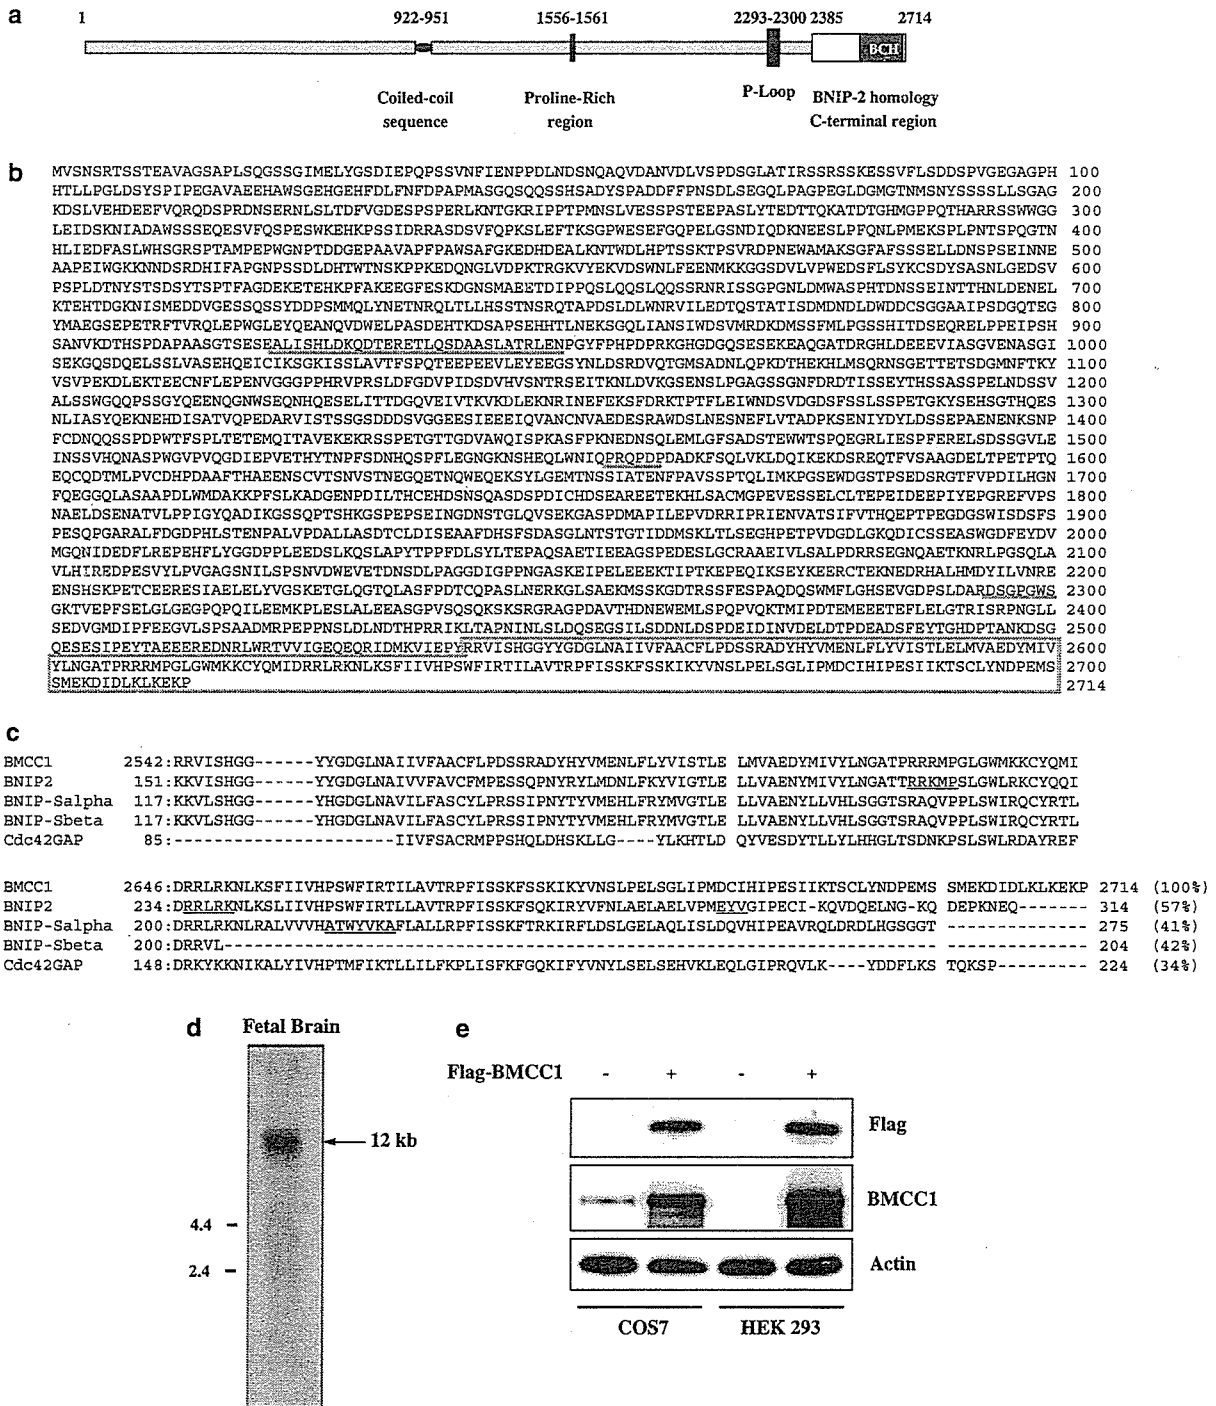 a
1 922-951 1556-1561 2293-2300 2385 2714
BCH
Coiled-coil sequence
Proline-Rich region
P-Loop
BNIP-2 homology C-terminal region
b
MVSNSRTSSTEAVAGSAPLSQGSSGIMELYGSDIEPQPSSVNFIENPPDLNDSNQAQVDANVDLVSPDSGLATIRSSRSSKESSVFLSDDSPVGEGAGPH 100
HTLLPGLDSYSPIPEGAVAEEHAWSGEHGEHFDLFNFDPAPMASGQSQQSSHSADYSPADDFFPNSDLSEGQLPAGPEGLDGMGTNMSNYSSSSLLSGAG 200
KDSLVEHDEEFVQRQDSPRDNSERNLSLTDFVGDESPSPERLKNTGKRIPPTPMNSLVESSPSTEEPASLYTEDTTQKATDTGHMGPPQTHARRSSWWGG 300
LEIDSKNIADAWSSSEQESVFQSPESWKEHKPSSIDRRASDSVFQPKSLEFTKSGPWESEFGQPELGSNDIQDKNEESLPFQNLPMEKSPLPNTSPQGTN 400
HLIEDFASLWHSGRSPTAMPEPWGNPTDDGEPAAVAPFPAWSAFGKEDHDEALKNTWDLHPTSSKTPSVRDPNEWAMAKSGFAFSSSELLDNSPSEINNE 500
AAPEIWGKKNNDSRDHIFAPGNPSSDLDHTWTNSKPPKEDQNGLVDPKTRGKVYEKVDSWNLFEENMKKGGSDVLVPWEDSFLSYKCSDYSASNLGEDSV 600
PSPLDTNYSTSDSYTSPTFAGDEKETEHKPFAKEEGFESKDGNSMAEETDIPPQSLQQSLQQSSRNRISSGPGNLDMWASPHTDNSSEINTTHNLDENEL 700
KTEHTDGKNISMEDDVGESSQSSYDDPSMMQLYNETNRQLTLLHSSTNSRQTAPDSLDLWNRVILEDTQSTATISDMDNDLDWDDCSGGAAIPSDGQTEG 800
YMAEGSEPETRFTVRQLEPWGLEYQEANQVDWELPASDEHTKDSAPSEHHTLNEKSGQLIANSIWDSVMRDKDMSSFMLPGSSHITDSEQRELPPEIPSH 900
SANVKDTHSPDAPAASGTSESEALISHLDKQDTERETLQSDAASLATRLENPGYFPHPDPRKGHGDGQSESEKEAQGATDRGHLDEEEVIASGVENASGI 1000
SEKGQSDQELSSLVASEHQEICIKSGKISSLAVTFSPQTEEPEEVLEYEEGSYNLDSRDVQTGMSADNLQPKDTHEKHLMSQRNSGETTETSDGMNFTKY 1100
VSVPEKDLEKTEECNFLEPENVGGGPPHRVPRSLDFGDVPIDSDVHVSNTRSEITKNLDVKGSENSLPGAGSSGNFDRDTISSEYTHSSASSPELNDSSV 1200
ALSSWGQQPSSGYQEENQGNWSEQNHQESELITTDGQVEIVTKVKDLEKNRINEFEKSFDRKTPTFLEIWNDSVDGDSFSSLSSPETGKYSEHSGTHQES 1300
NLIASYQEKNEHDISATVQPEDARVISTSSGSDDDSVGGEESIEEEIQVANCNVAEDESRAWDSLNESNEFLVTADPKSENIYDYLDSSEPAENENKSNP 1400
FCDNQQSSPDPWTFSPLTETEMQITAVEKEKRSSPETGTTGDVAWQISPKASFPKNEDNSQLEMLGFSADSTEWWTSPQEGRLIESPFERELSDSSGVLE 1500
INSSVHQNASPWGVPVQGDIEPVETHYTNPFSDNHQSPFLEGNGKNSHEQLWNIQPRQPDPDADKFSQLVKLDQIKEKDSREQTFVSAAGDELTPETPTQ 1600
EQCQDTMLPVCDHPDAAFTHAEENSCVTSNVSTNEGQETNQWEQEKSYLGEMTNSSIATENFPAVSSPTQLIMKPGSEWDGSTPSEDSRGTFVPDILHGN 1700
FQEGGQLASAAPDLWMDAKKPFSLKADGENPDILTHCEHDSNSQASDSPDICHDSEAREETEKHLSACMGPEVESSELCLTEPEIDEEPIYEPGREFVPS 1800
NAELDSENATVLPPIGYQADIKGSSQPTSHKGSPEPSEINGDNSTGLQVSEKGASPDMAPILEPVDRRIPRIENVATSIFVTHQEPTPEGDGSWISDSFS 1900
PESQPGARALFDGDPHLSTENPALVPDALLASDTCLDISEAAFDHSFSDASGLNTSTGTIDDMSKLTLSEGHPETPVDGDLGKQDICSSEASWGDFEYDV 2000
MGQNIDEDFLREPEHFLYGGDPPLEEDSLKQSLAPYTPPFDLSYLTEPAQSAETIEEAGSPEDESLGCRAAEIVLSALPDRRSEGNQAETKNRLPGSQLA 2100
VLHIREDPESVYLPVGAGSNILSPSNVDWEVETDNSDLPAGGDIGPPNGASKEIPELEEEKTIPTKEPEQIKSEYKEERCTEKNEDRHALHMDYILVNRE 2200
ENSHSKPETCEERESIAELELYVGSKETGLQGTQLASFPDTCQPASLNERKGLSAEKMSSKGDTRSSFESPAQDQSWMFLGHSEVGDPSLDARDSGPGWS 2300
GKTVEPFSELGLGEGPQPQILEEMKPLESLALEEASGPVSQSQKSKSRGRAGPDAVTHDNEWEMLSPQPVQKTMIPDTEMEEETEFLELGTRISRPNGLL 2400
SEDVGMDIPFEEGVLSPSAADMRPEPPNSLDLNDTHPRRIKLTAPNINLSLDQSEGSILSDDNLDSPDEIDINVDELDTPDEADSFEYTGHDPTANKDSG 2500
QESESIPEYTAEEEREDNRLWRTVVIGEQEQRIDMKVIEPYRRVISHGGYYGDGLNAIIVFAACFLPDSSRADYHYVMENLFLYVISTLELMVAEDYMIV 2600
YLNGATPRRRMPGLGWMKKCYQMIDRRLRKNLKSFIIVHPSWFIRTILAVTRPFISSKFSSKIKYVNSLPELSGLIPMDCIHIPESIIKTSCLYNDPEMS 2700
SMEKDIDLKLKEKP 2714
c
BMCC1 2542:RRVISHGG------YYGDGLNAIIVFAACFLPDSSRADYHYVMENLFLYVISTLE LMVAEDYMIVYLNGATPRRRMPGLGWMKKCYQMI
BNIP2 151:KKVISHGG------YYGDGLNAIVVFAVCFMPESSQPNYRYLMDNLFKYVIGTLE LLVAENYMIVYLNGATTRRKMPSLGWLRKCYQQI
BNIP-Salpha 117:KKVLSHGG------YHGDGLNAVILFASCYLPRSSIPNYTYVMEHLFRYMVGTLE LLVAENYLLVHLSGGTSRAQVPPLSWIRQCYRTL
BNIP-Sbeta 117:KKVLSHGG------YHGDGLNAVILFASCYLPRSSIPNYTYVMEHLFRYMVGTLE LLVAENYLLVHLSGGTSRAQVPPLSWIRQCYRTL
Cdc42GAP 85:---------------------IIVFSACRMPPSHQLDHSKLLG----YLKHTLD QYVESDYTLLYLHHGLTSDNKPSLSWLRDAYREF
BMCC1 2646:DRRLRKNLKSFIIVHPSWFIRTILAVTRPFISSKFSSKIKYVNSLPELSGLIPMDCIHIPESIIKTSCLYNDPEMS SMEKDIDLKLKEKP 2714 (100%)
BNIP2 234:DRRLRKNLKSLIIVHPSWFIRTLLAVTRPFISSKFSQKIRYVFNLAELAELVPMEYVGIPECI-KQVDQELNG-KQ DEPKNEQ------- 314 (57%)
BNIP-Salpha 200:DRRLRKNLRALVVVHATWYVKAFLALLRPFISSKFTRKIRFLDSLGELAQLISLDQVHIPEAVRQLDRDLHGSGGT -------------- 275 (41%)
BNIP-Sbeta 200:DRRVL----------------------------------------------------------------------- -------------- 204 (42%)
Cdc42GAP 148:DRKYKKNIKALYIVHPTMFIKTLLILFKPLISFKFGQKIFYVNYLSELSEHVKLEQLGIPRQVLK----YDDFLKS TQKSP--------- 224 (34%)
d
Fetal Brain
12 kb
4.4
2.4
e
Flag-BMCC1 - + - +
Flag
BMCC1
Actin
COS7 HEK 293